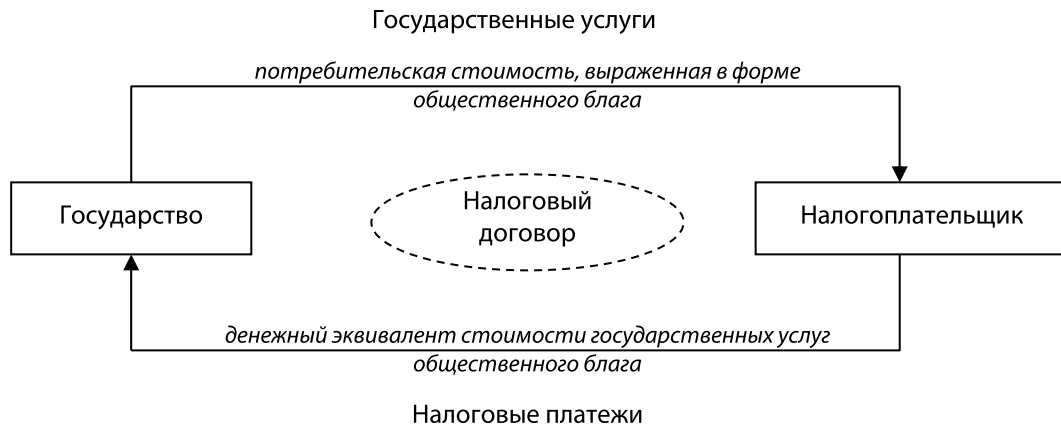 Государственные услуги
потребительская стоимость, выраженная в форме
общественного блага
Государство
Налоговый
договор
Налогоплательщик
денежный эквивалент стоимости государственных услуг
общественного блага
Налоговые платежи